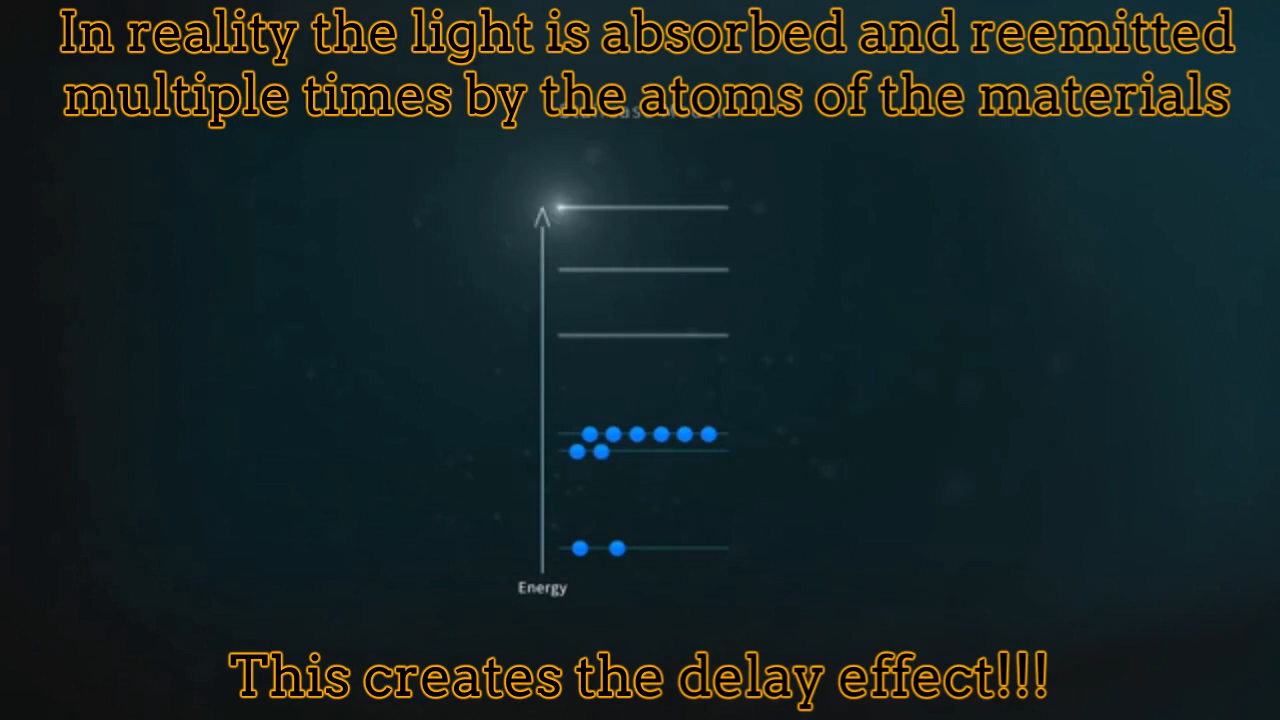 In reality the light is absorbed and reemitted
multiple times by the atoms of the materials
Energy
This creates the delay effect!!!